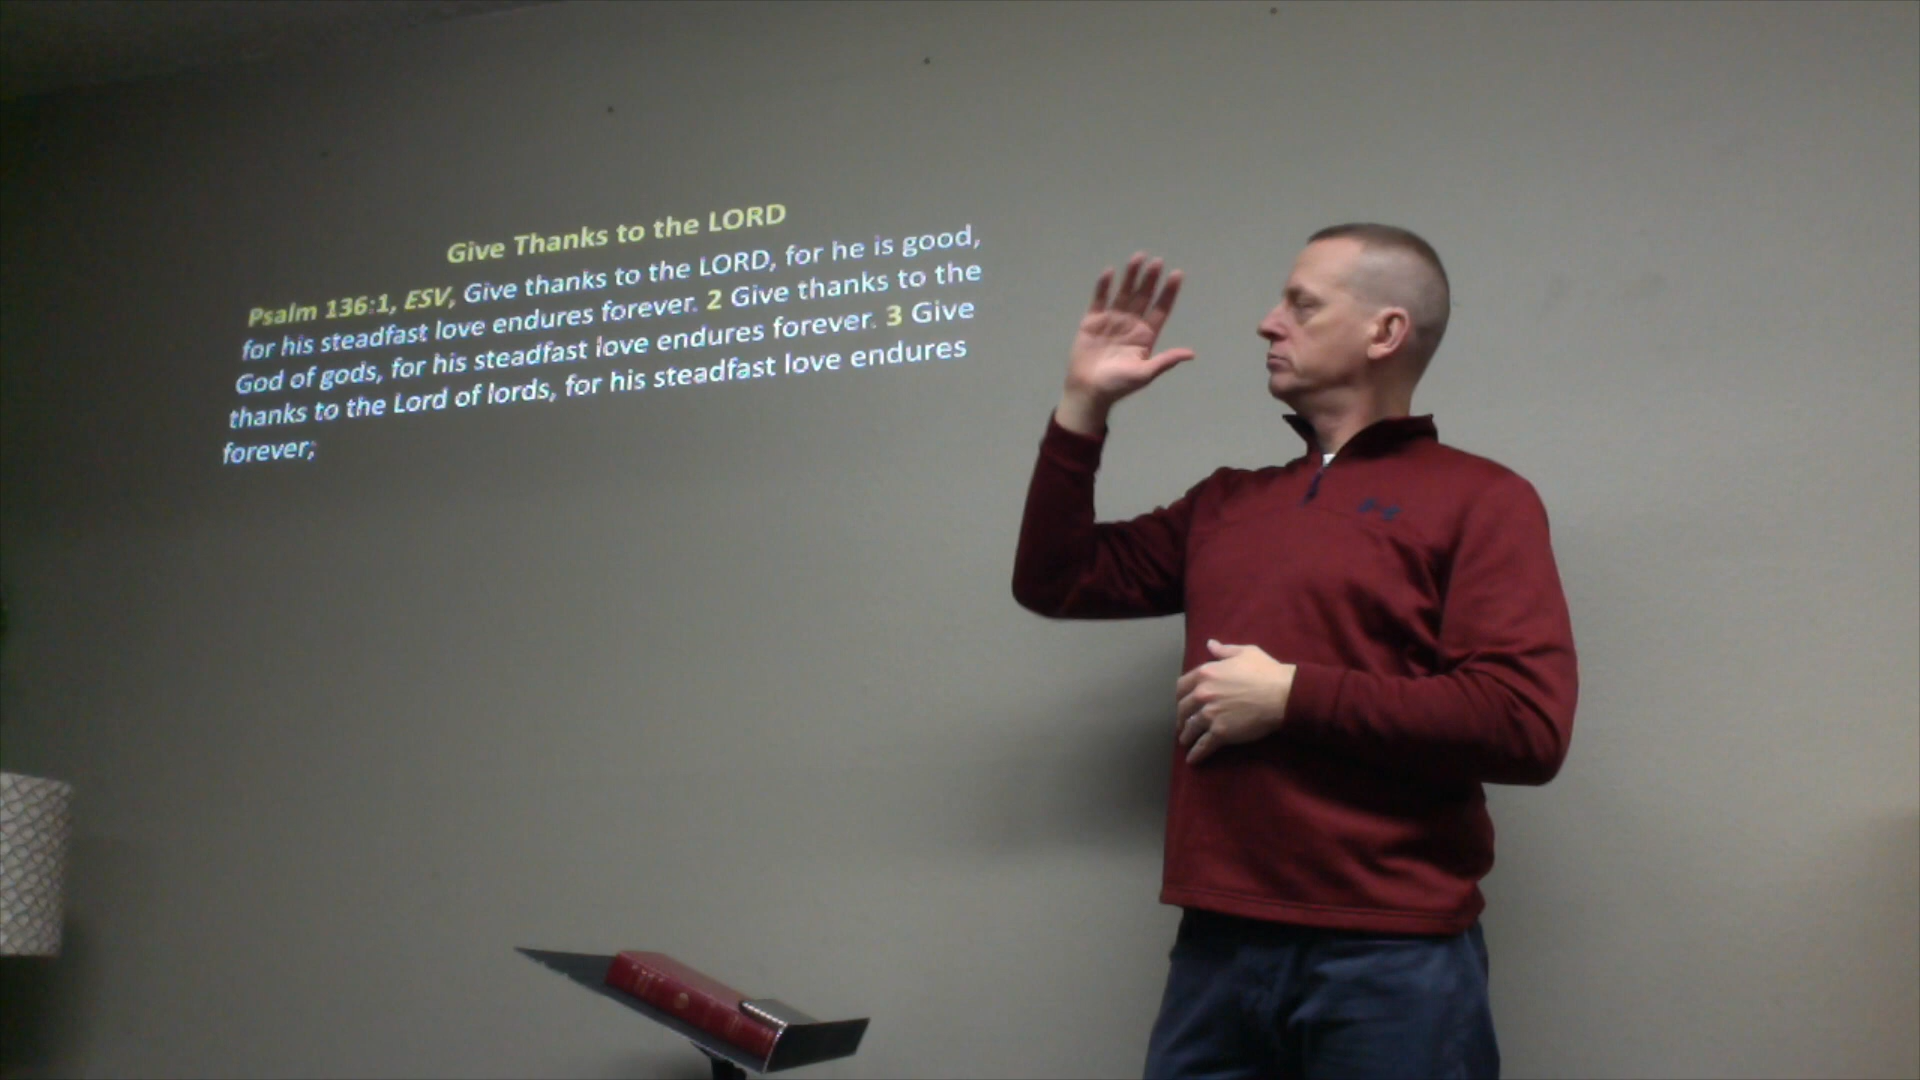 Give Thanks to the LORD
Psalm 136:1, ESV, Give thanks to the LORD, for he is good,
for his steadfast love endures forever. 2 Give thanks to the
God of gods, for his steadfast love endures forever. 3 Give
thanks to the Lord of lords, for his steadfast love endures
forever;